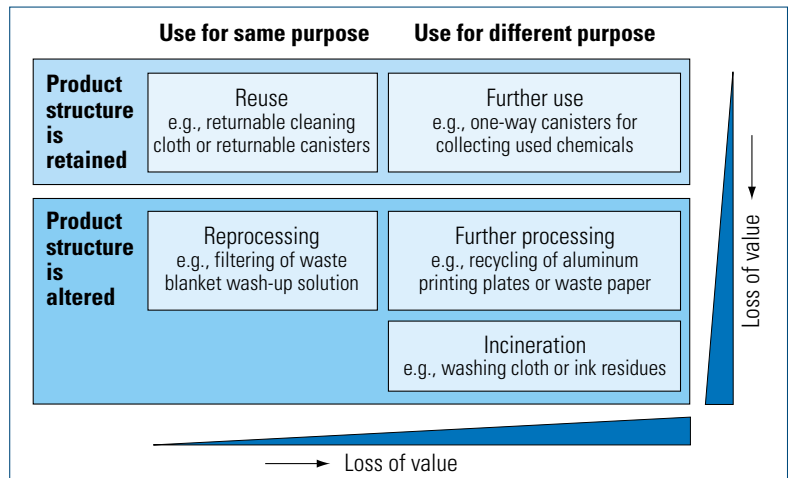 Use for same purpose
Use for different purpose
Product
structure
is
retained
Reuse
e.g., returnable cleaning
cloth or returnable canisters
Further use
e.g., one-way canisters for
collecting used chemicals
Product
structure
is
altered
Reprocessing
e.g., filtering of waste
blanket wash-up solution
Further processing
e.g., recycling of aluminum
printing plates or waste paper
Incineration
e.g., washing cloth or ink residues
Loss of value
Loss of value